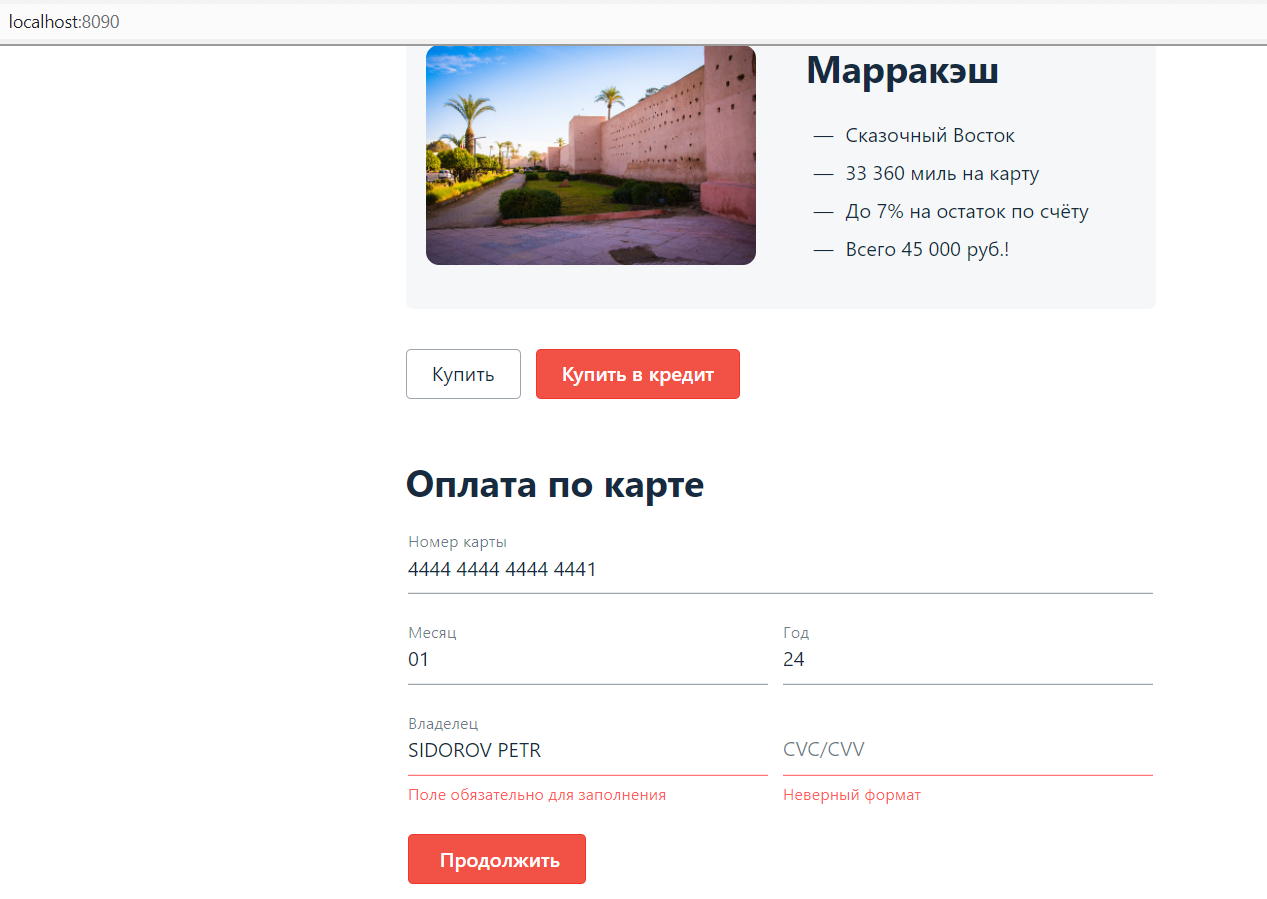 localhost:8090
Марракэш
— Сказочный Восток
— 33 360 миль на карту
— До 7% на остаток по счёту
— Всего 45 000 руб.!
Купить
Купить в кредит
Оплата по карте
Номер карты
4444 4444 4444 4441
Месяц
01
Год
24
Владелец
SIDOROV PETR
Поле обязательно для заполнения
CVC/CVV
Неверный формат
Продолжить